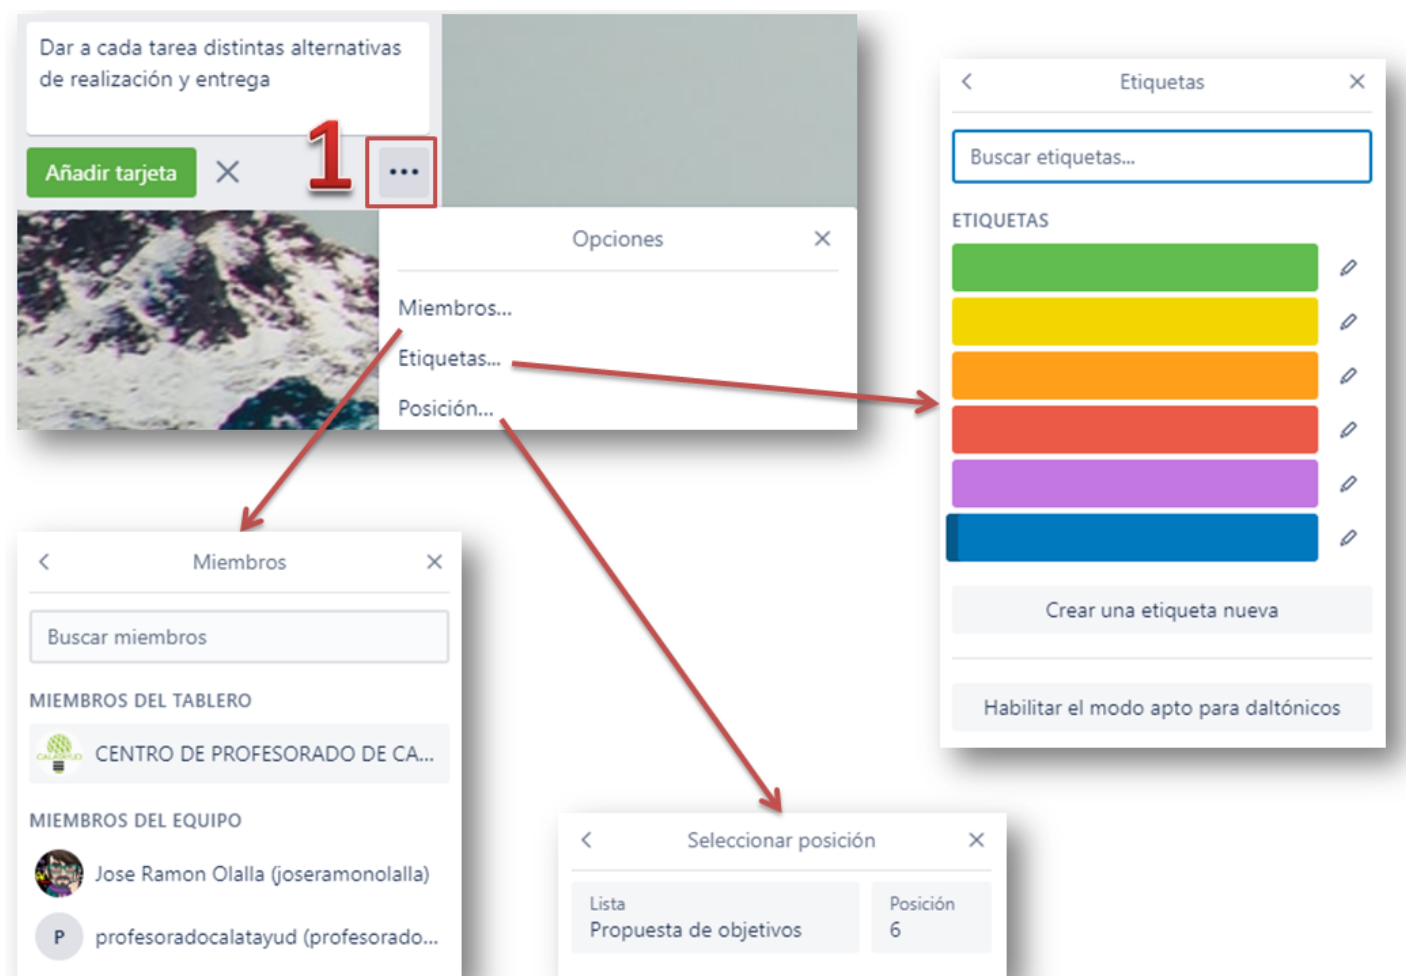 Dar a cada tarea distintas alternativas
de realización y entrega
Añadir tarjeta
1
Opciones
Miembros...
Etiquetas...
Posición...
Etiquetas
Buscar etiquetas...
ETIQUETAS
Crear una etiqueta nueva
Habilitar el modo apto para daltónicos
Miembros
Buscar miembros
MIEMBROS DEL TABLERO
CALATAYUD
CENTRO DE PROFESORADO DE CA...
MIEMBROS DEL EQUIPO
Jose Ramon Olalla (joseramonolalla)
P profesoradocalatayud (profesorado...
Seleccionar posición
Lista
Propuesta de objetivos
Posición
6